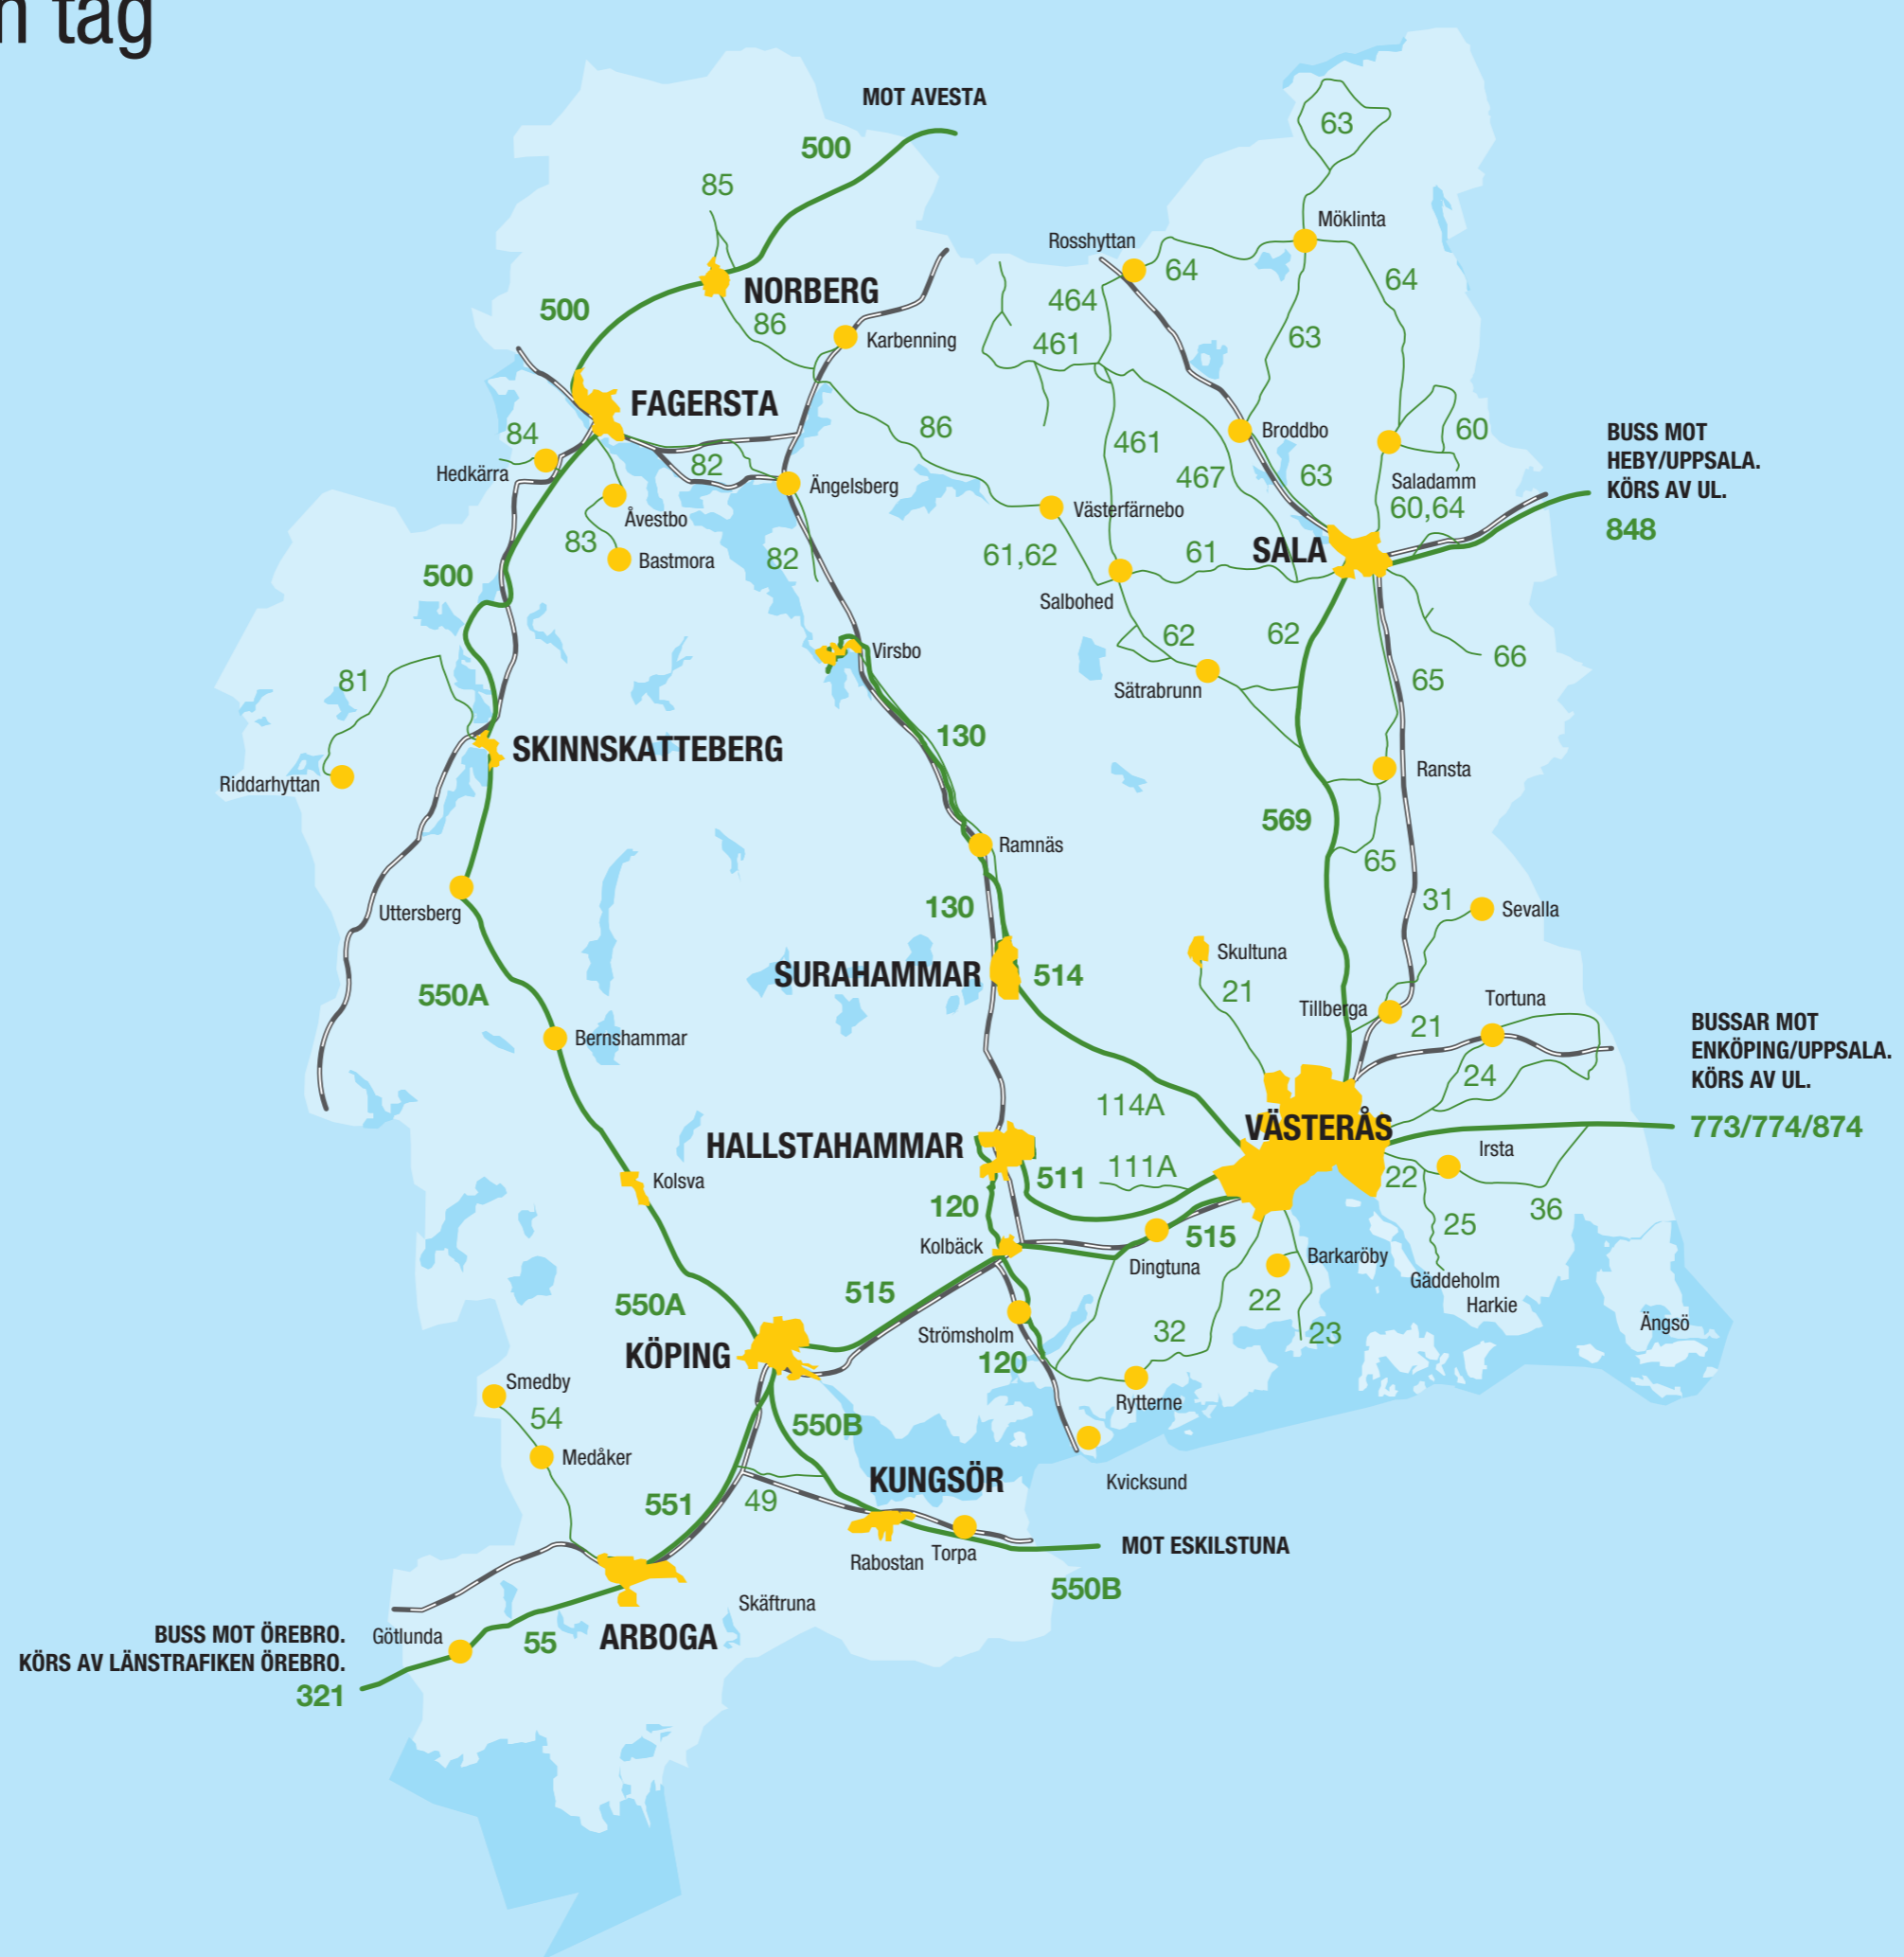 n tåg
MOT AVESTA
500
63
85
Möklinta
Rosshyttan
64
NORBERG
64
500
464
86
63
Karbenning
461
FAGERSTA
84
86
60
Broddbo
BUSS MOT
HEBY/UPPSALA.
KÖRS AV UL.
848
461
82
Hedkärra
467
63
Saladamm
60,64
Ängelsberg
Västerfärnebo
Åvestbo
83
Bastmora
82
61,62
61
SALA
500
Salbohed
62
62
66
Virsbo
81
65
Sätrabrunn
130
SKINNSKATTEBERG
Ransta
Riddarhyttan
569
Ramnäs
65
31
130
Sevalla
Uttersberg
Skultuna
SURAHAMMAR
514
21
550A
Tillberga
Tortuna
21
BUSSAR MOT
ENKÖPING/UPPSALA.
KÖRS AV UL.
773/774/874
Bernshammar
24
114A
VÄSTERÅS
HALLSTAHAMMAR
Irsta
111A
511
22
Kolsva
120
36
25
515
Kolbäck
Barkaröby
Dingtuna
Gäddeholm
515
22
Harkie
550A
Ängsö
32
23
Strömsholm
KÖPING
120
Smedby
Rytterne
54
550B
Medåker
KUNGSÖR
Kvicksund
551
49
MOT ESKILSTUNA
Torpa
Rabostan
550B
Skäftruna
BUSS MOT ÖREBRO.
KÖRS AV LÄNSTRAFIKEN ÖREBRO.
321
Götlunda
55
ARBOGA